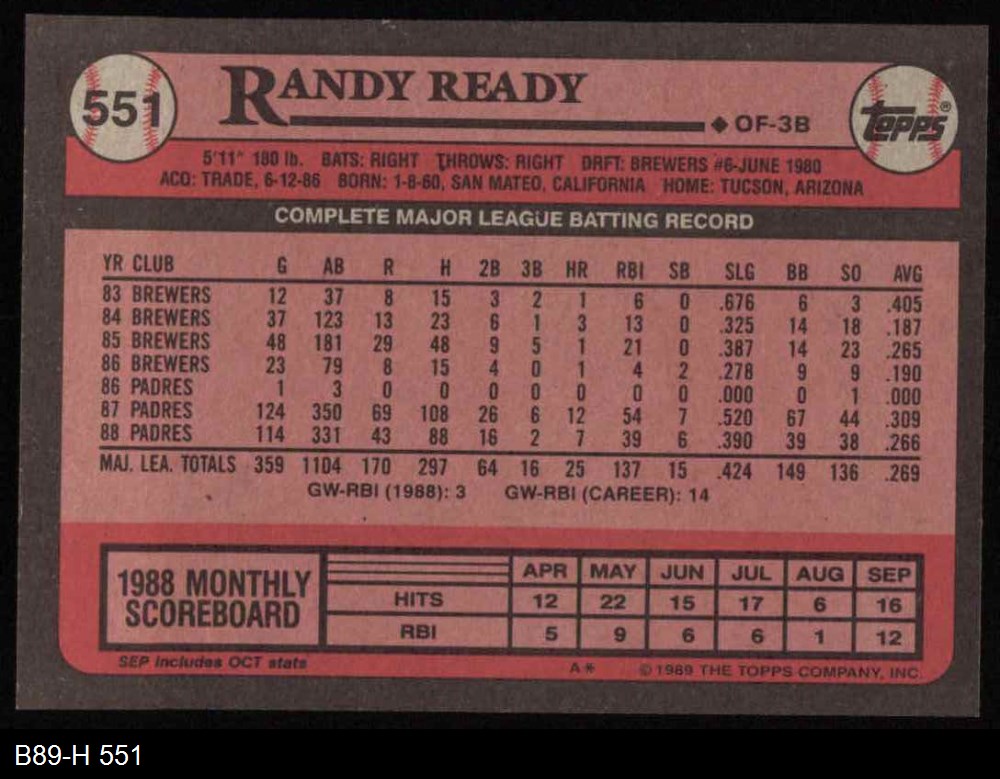 551
RANDY READY
◆ OF-3B
TOPPS®
5'11" 180 lb. BATS: RIGHT THROWS: RIGHT DRFT: BREWERS #6-JUNE 1980
ACQ: TRADE, 6-12-86 BORN: 1-8-60, SAN MATEO, CALIFORNIA HOME: TUCSON, ARIZONA
COMPLETE MAJOR LEAGUE BATTING RECORD
YR CLUB G AB R H 2B 3B HR RBI SB SLG BB SO AVG
83 BREWERS 12 37 8 15 3 2 1 6 0 .676 6 3 .405
84 BREWERS 37 123 13 23 6 1 3 13 0 .325 14 18 .187
85 BREWERS 48 181 29 48 9 5 1 21 0 .387 14 23 .265
86 BREWERS 23 79 8 15 4 0 1 4 2 .278 9 9 .190
86 PADRES 1 3 0 0 0 0 0 0 0 .000 0 1 .000
87 PADRES 124 350 69 108 26 6 12 54 7 .520 67 44 .309
88 PADRES 114 331 43 88 16 2 7 39 6 .390 39 38 .266
MAJ. LEA. TOTALS 359 1104 170 297 64 16 25 137 15 .424 149 136 .269
GW-RBI (1988): 3 GW-RBI (CAREER): 14
1988 MONTHLY
SCOREBOARD
APR MAY JUN JUL AUG SEP
HITS 12 22 15 17 6 16
RBI 5 9 6 6 1 12
SEP includes OCT stats
A* © 1989 THE TOPPS COMPANY, INC.
B89-H 551